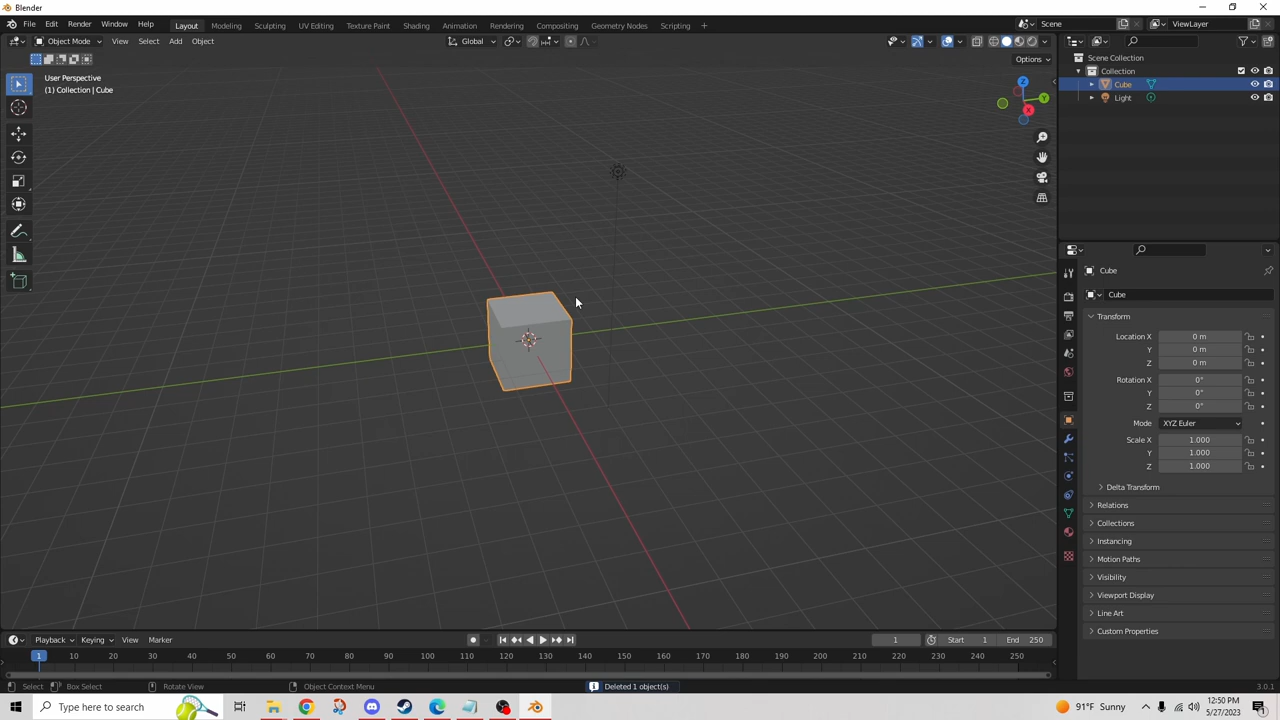 Blender
File Edit Render Window Help Layout Modeling Sculpting UV Editing Texture Paint Shading Animation Rendering Compositing Geometry Nodes Scripting + Scene ViewLayer
Object Mode View Select Add Object Global
Options
User Perspective
(1) Collection | Cube
Z
Y
X
Scene Collection
Collection
Cube
Light
Cube
Cube
Transform
Location X 0 m
Y 0 m
Z 0 m
Rotation X 0°
Y 0°
Z 0°
Mode XYZ Euler
Scale X 1.000
Y 1.000
Z 1.000
Delta Transform
Relations
Collections
Instancing
Motion Paths
Visibility
Viewport Display
Line Art
Custom Properties
Playback Keying View Marker 1 Start 1 End 250
1 10 20 30 40 50 60 70 80 90 100 110 120 130 140 150 160 170 180 190 200 210 220 230 240 250
Select Box Select Rotate View Object Context Menu Deleted 1 object(s) 3.0.1
Type here to search 91°F Sunny 12:50 PM
5/27/2023